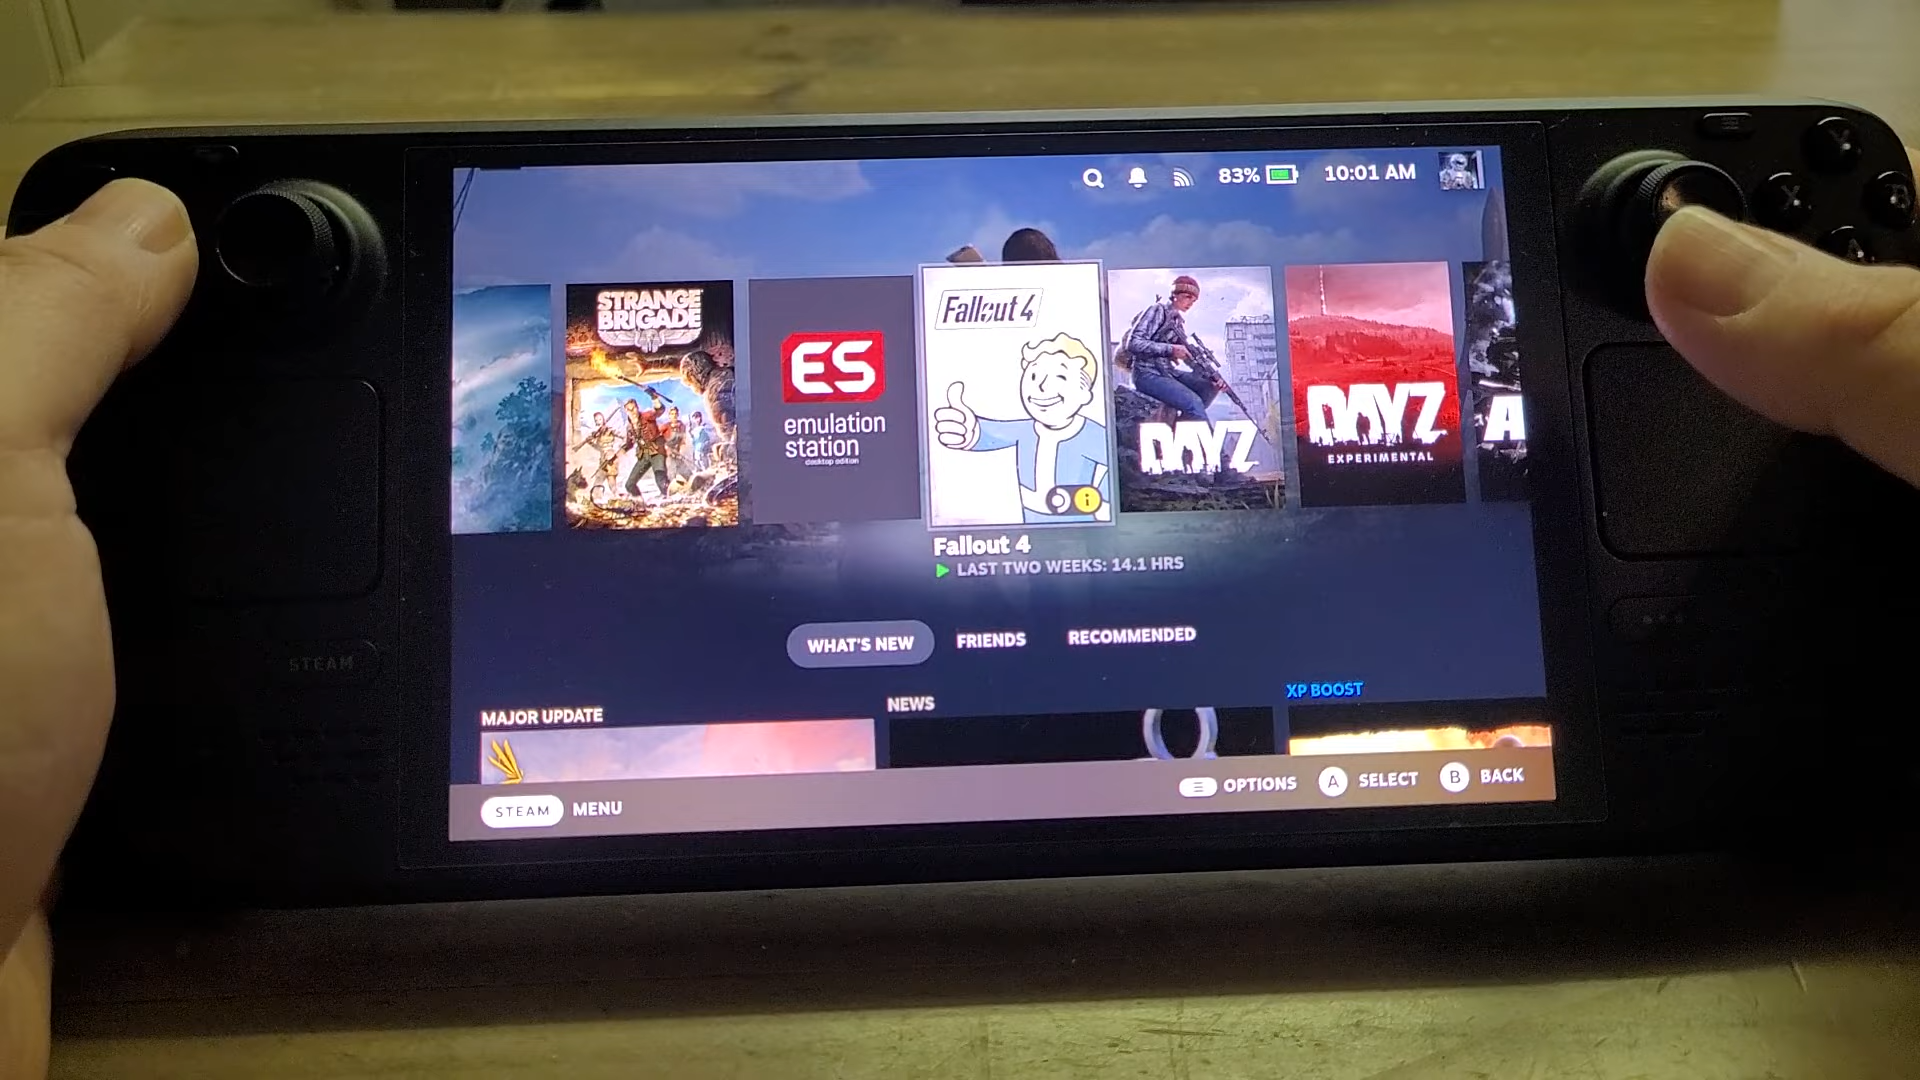 83%
10:01 AM
STRANGE
BRIGADE
ES
emulation
station
desktop edition
Fallout 4
DAYZ
DAYZ
EXPERIMENTAL
A
Fallout 4
LAST TWO WEEKS: 14.1 HRS
WHAT'S NEW
FRIENDS
RECOMMENDED
MAJOR UPDATE
NEWS
XP BOOST
STEAM
MENU
OPTIONS
A
SELECT
B
BACK
STEAM
Y
X
B
A